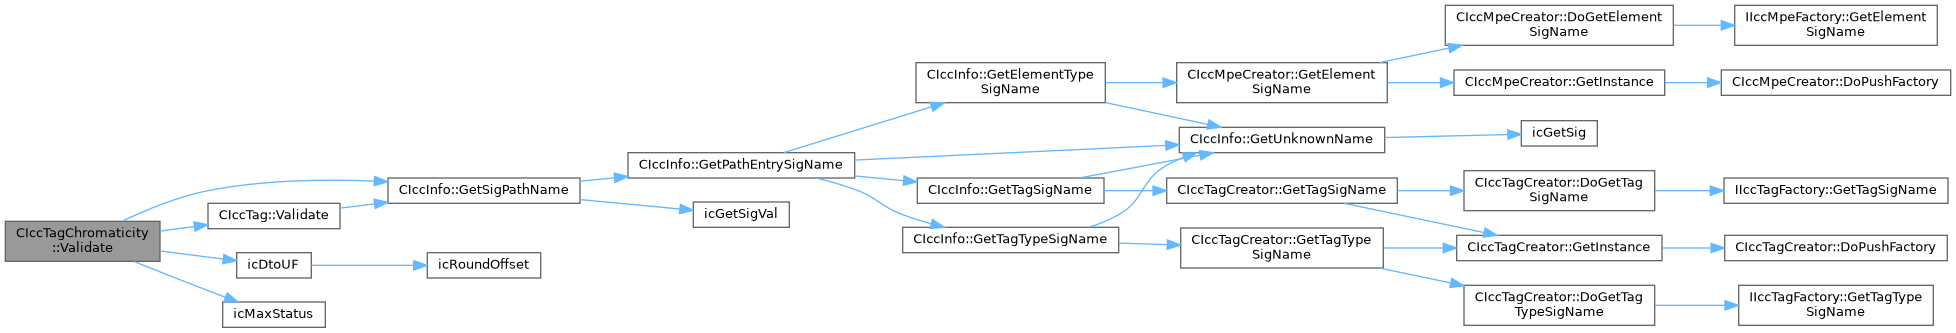 CIccTagChromaticity
::Validate
CIccInfo::GetSigPathName
CIccTag::Validate
icDtoUF
icMaxStatus
icRoundOffset
CIccInfo::GetPathEntrySigName
icGetSigVal
CIccInfo::GetElementType
SigName
CIccInfo::GetTagSigName
CIccInfo::GetTagTypeSigName
CIccMpeCreator::GetElement
SigName
CIccInfo::GetUnknownName
CIccTagCreator::GetTagSigName
CIccTagCreator::GetTagType
SigName
CIccMpeCreator::DoGetElement
SigName
CIccMpeCreator::GetInstance
icGetSig
CIccTagCreator::DoGetTag
SigName
CIccTagCreator::GetInstance
CIccTagCreator::DoGetTag
TypeSigName
IIccMpeFactory::GetElement
SigName
CIccMpeCreator::DoPushFactory
IIccTagFactory::GetTagSigName
CIccTagCreator::DoPushFactory
IIccTagFactory::GetTagType
SigName